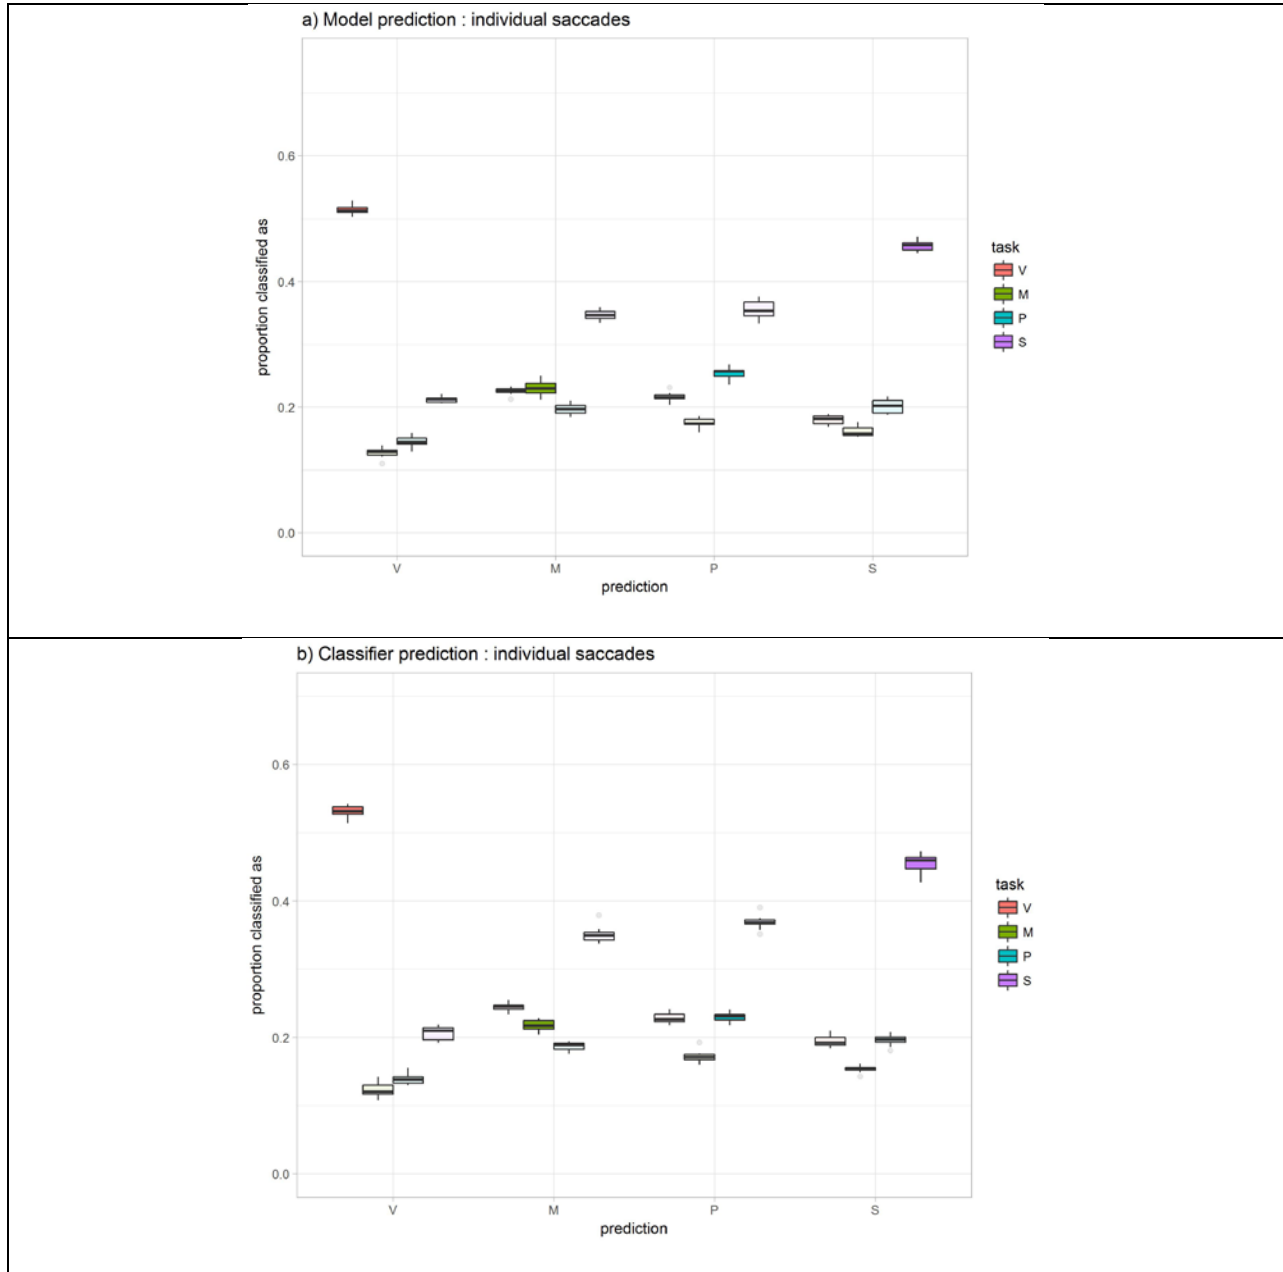 a) Model prediction : individual saccades
proportion classified as
0.6
0.4
0.2
0.0
V M P S
prediction
task
V
M
P
S
b) Classifier prediction : individual saccades
proportion classified as
0.6
0.4
0.2
0.0
V M P S
prediction
task
V
M
P
S